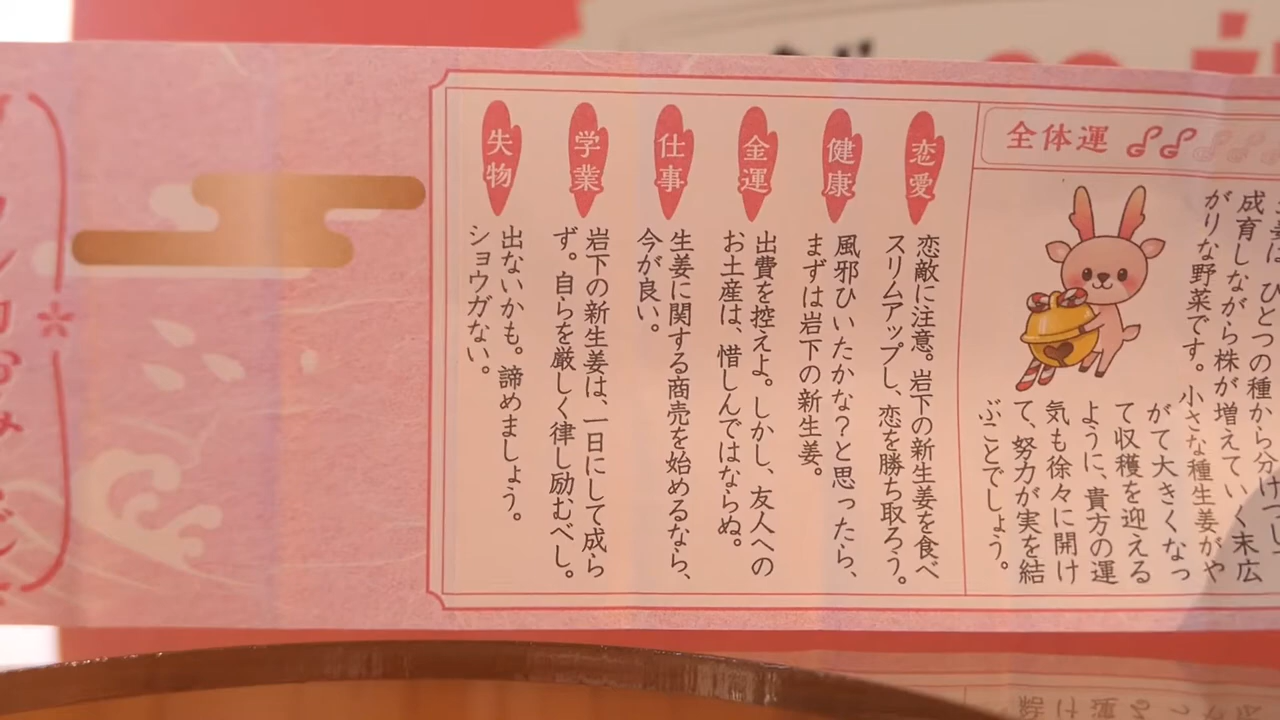 全体運
成育しながら株が増えていく末広
がりな野菜です。小さな種生姜がや
がて大きくなっ
て収穫を迎える
ように、貴方の運
気も徐々に開け
て、努力が実を結
ぶことでしょう。
恋愛
恋敵に注意。岩下の新生姜を食べ
スリムアップし、恋を勝ち取ろう。
健康
風邪ひいたかな?と思ったら、
まずは岩下の新生姜。
金運
出費を控えよ。しかし、友人への
お土産は、惜しんではならぬ。
仕事
生姜に関する商売を始めるなら、
今が良い。
学業
岩下の新生姜は、一日にして成ら
ず。自らを厳しく律し励むべし。
失物
出ないかも。諦めましょう。
ショウガない。